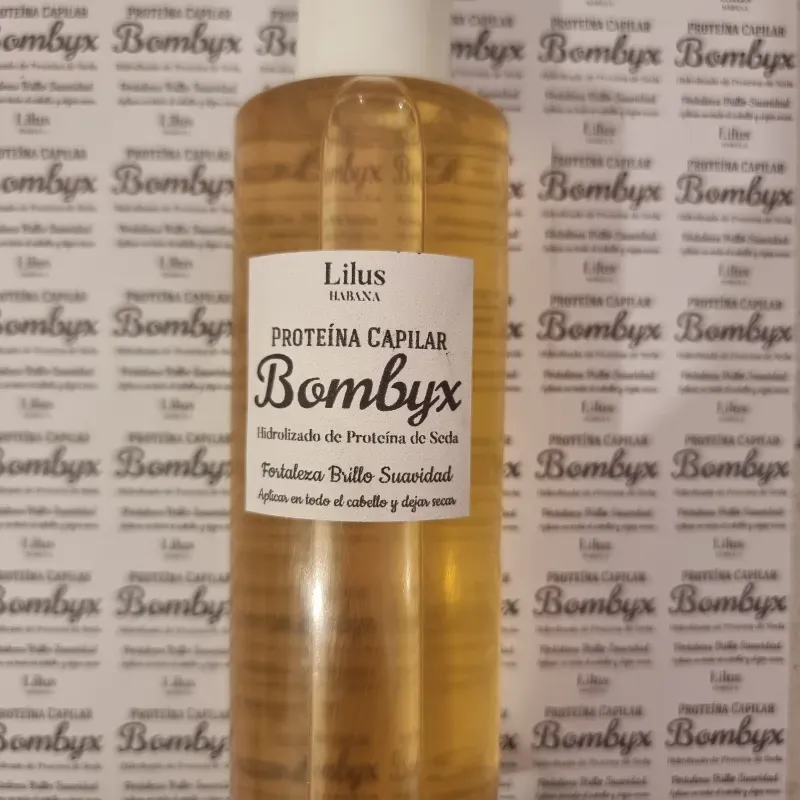 Lilus
HABANA
PROTEÍNA CAPILAR
Bombyx
Hidrolizado de Proteína de Seda
Fortaleza Brillo Suavidad
Aplicar en todo el cabello y dejar secar